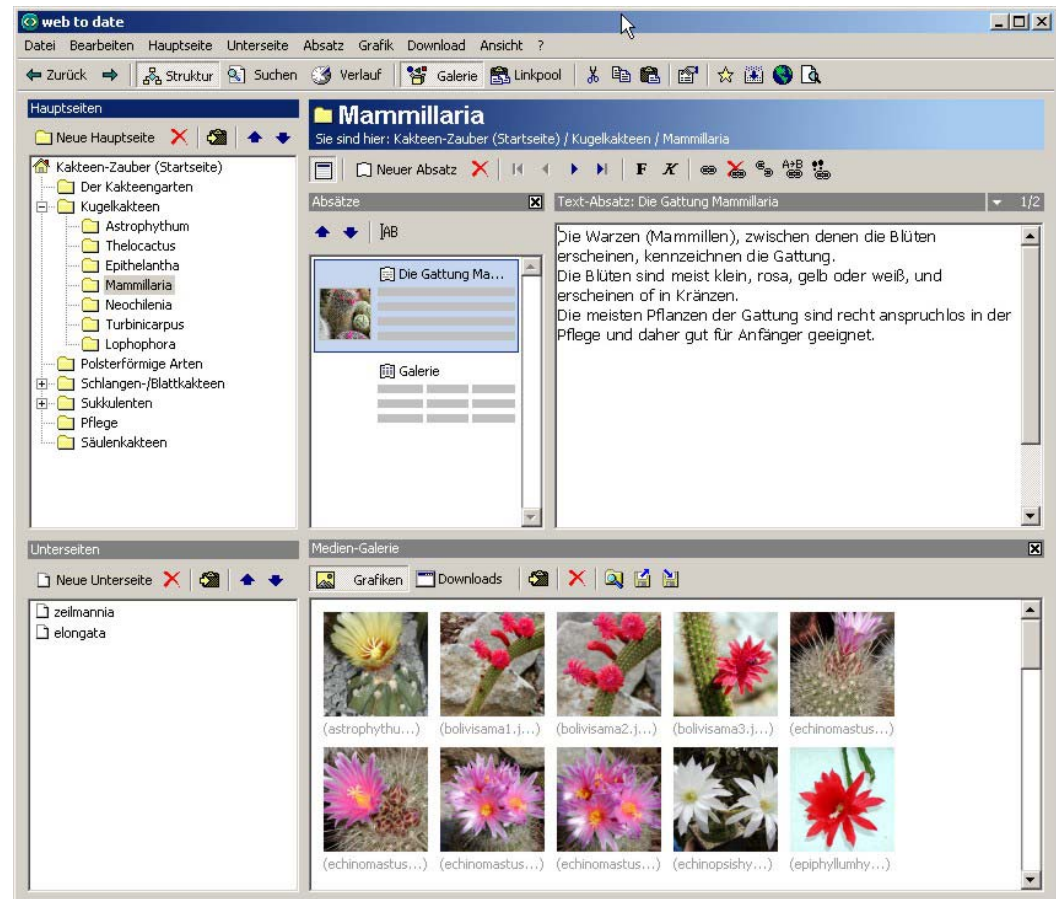 web to date
Datei Bearbeiten Hauptseite Unterseite Absatz Grafik Download Ansicht ?
Zurück Struktur Suchen Verlauf Galerie Linkpool
Hauptseiten
Neue Hauptseite
Kakteen-Zauber (Startseite)
Der Kakteengarten
Kugelkakteen
Astrophythum
Thelocactus
Epithelantha
Mammillaria
Neochilenia
Turbinicarpus
Lophophora
Polsterförmige Arten
Schlangen-/Blattkakteen
Sukkulenten
Pflege
Säulenkakteen
Mammillaria
Sie sind hier: Kakteen-Zauber (Startseite) / Kugelkakteen / Mammillaria
Neuer Absatz F K A+B
Absätze
AB
Die Gattung Ma...
Galerie
Text-Absatz: Die Gattung Mammillaria 1/2
Die Warzen (Mammillen), zwischen denen die Blüten
erscheinen, kennzeichnen die Gattung.
Die Blüten sind meist klein, rosa, gelb oder weiß, und
erscheinen of in Kränzen.
Die meisten Pflanzen der Gattung sind recht anspruchlos in der
Pflege und daher gut für Anfänger geeignet.
Unterseiten
Neue Unterseite
zeilmannia
elongata
Medien-Galerie
Grafiken Downloads
(astrophythu...) (bolivisama1.j...) (bolivisama2.j...) (bolivisama3.j...) (echinomastus...)
(echinomastus...) (echinomastus...) (echinomastus...) (echinopsishy...) (epiphyllumhy...)